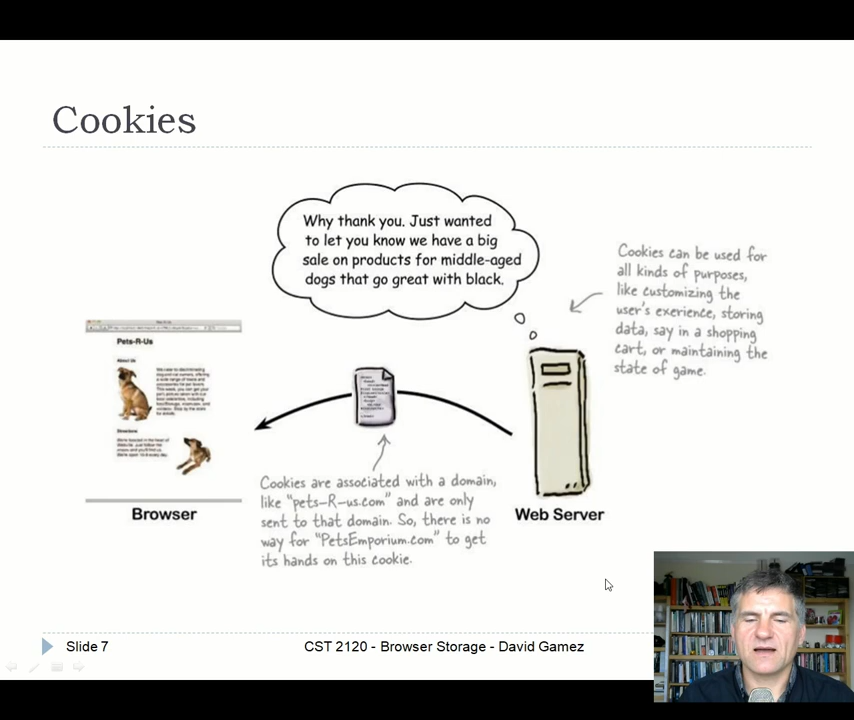 Cookies
Why thank you. Just wanted
to let you know we have a big
sale on products for middle-aged
dogs that go great with black.
Cookies can be used for
all kinds of purposes,
like customizing the
user's exerience, storing
data, say in a shopping
cart, or maintaining the
state of game.
Pets-R-Us
About Us
Directions
Browser
Cookies are associated with a domain,
like "pets-R-us.com" and are only
sent to that domain. So, there is no
way for "PetsEmporium.com" to get
its hands on this cookie.
Web Server
Slide 7
CST 2120 - Browser Storage - David Gamez